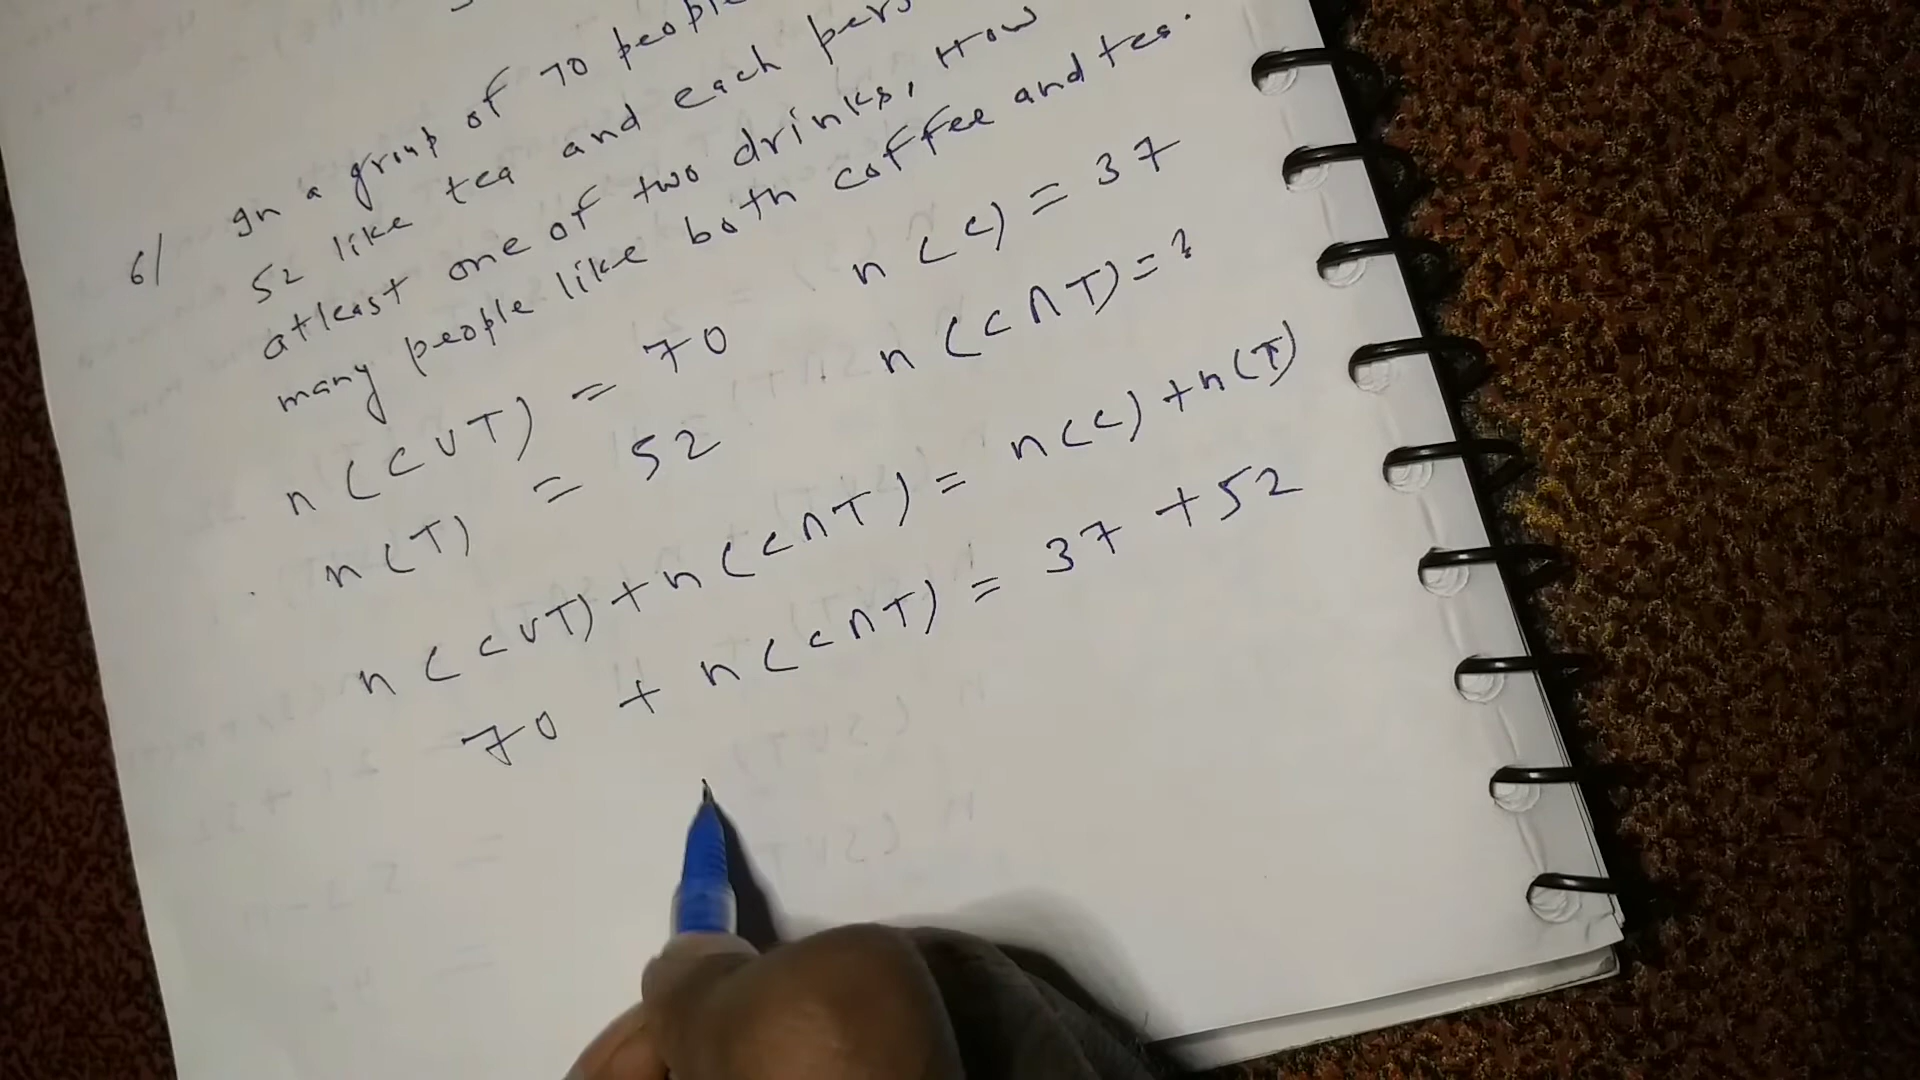 6/ In a group of 70 people
52 like tea and each pers
atleast one of two drinks, How
many people like both coffee and tea.
n(C∪T) = 70 n(C) = 37
n(T) = 52 n(C∩T) = ?
n(C∪T) + n(C∩T) = n(C) + n(T)
70 + n(C∩T) = 37 + 52